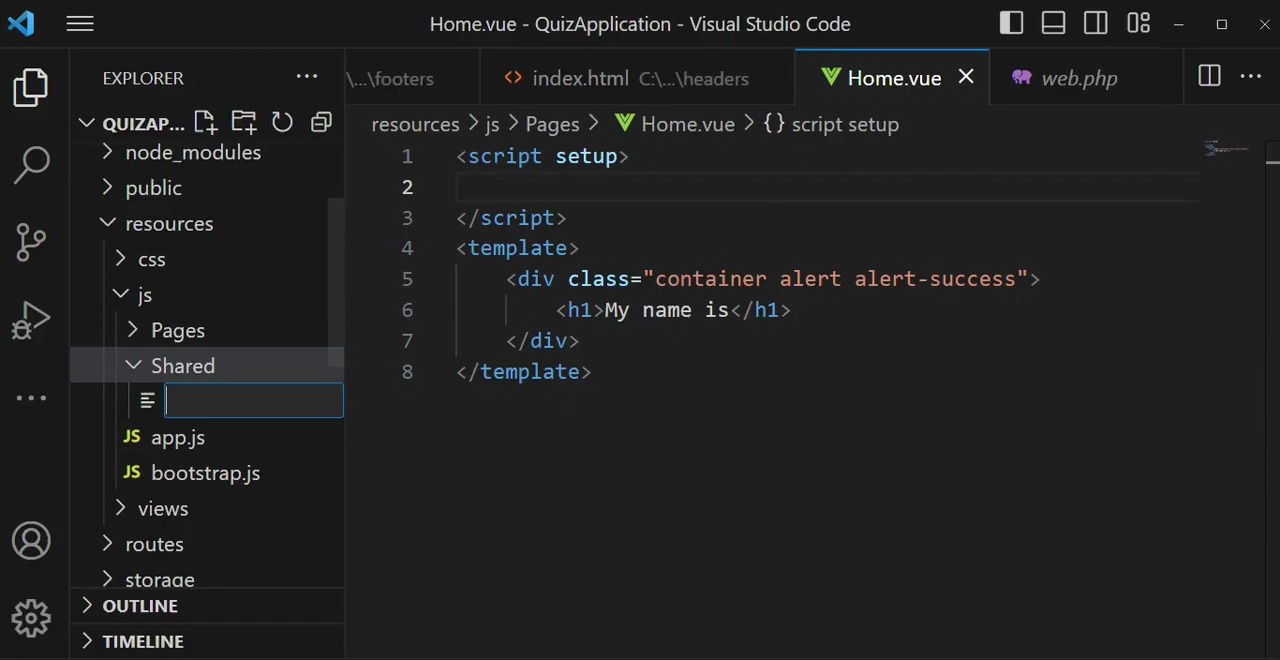 Home.vue - QuizApplication - Visual Studio Code
EXPLORER
QUIZAP...
node_modules
public
resources
css
js
Pages
Shared
JS app.js
JS bootstrap.js
views
routes
storage
OUTLINE
TIMELINE
\...\footers
index.html C:\...\headers
Home.vue
web.php
resources > js > Pages > Home.vue > {} script setup
1 <script setup>
2
3 </script>
4 <template>
5 <div class="container alert alert-success">
6 <h1>My name is</h1>
7 </div>
8 </template>